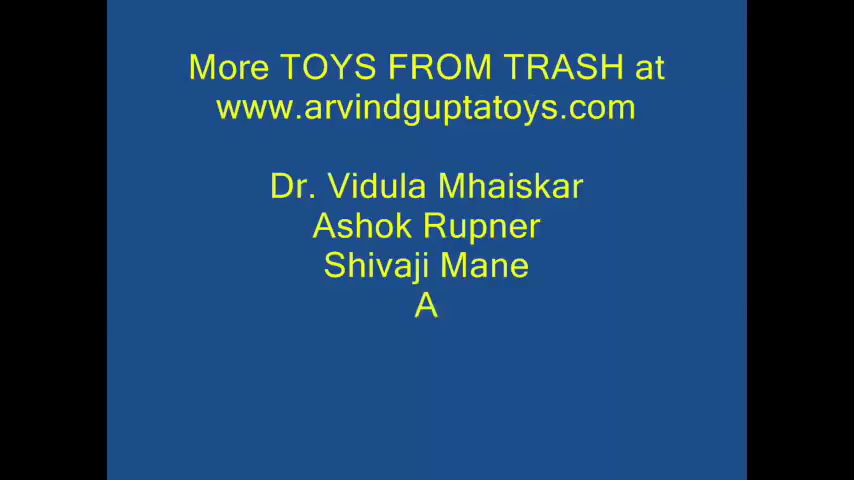 More TOYS FROM TRASH at
www.arvindguptatoys.com
Dr. Vidula Mhaiskar
Ashok Rupner
Shivaji Mane
A